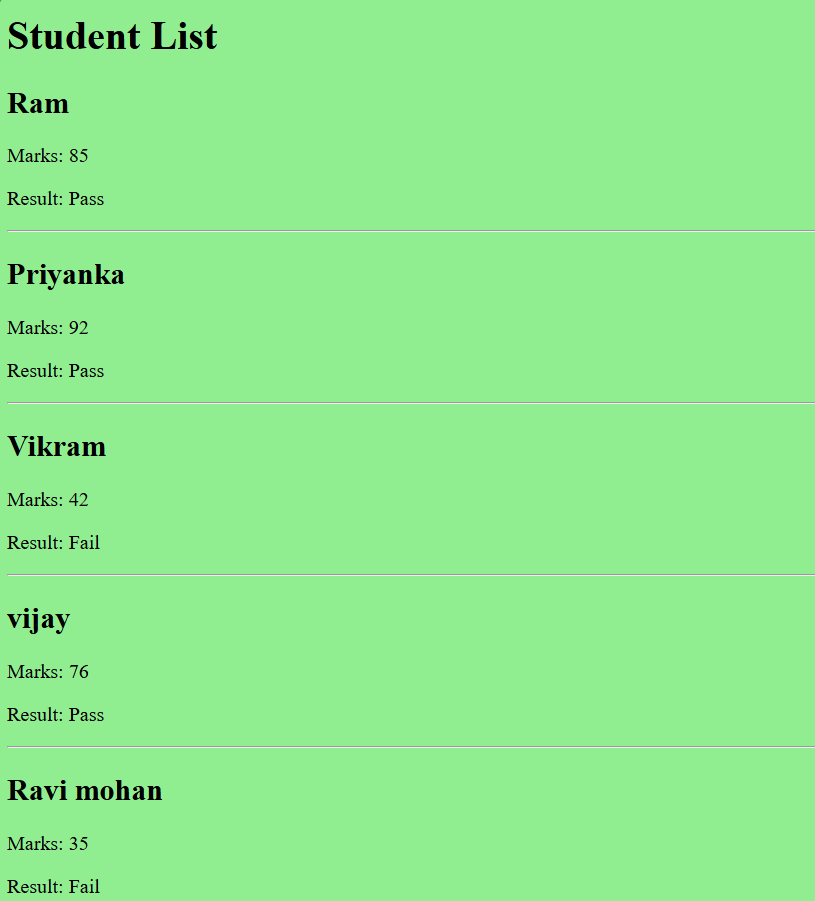 Student List
Ram
Marks: 85
Result: Pass
Priyanka
Marks: 92
Result: Pass
Vikram
Marks: 42
Result: Fail
vijay
Marks: 76
Result: Pass
Ravi mohan
Marks: 35
Result: Fail